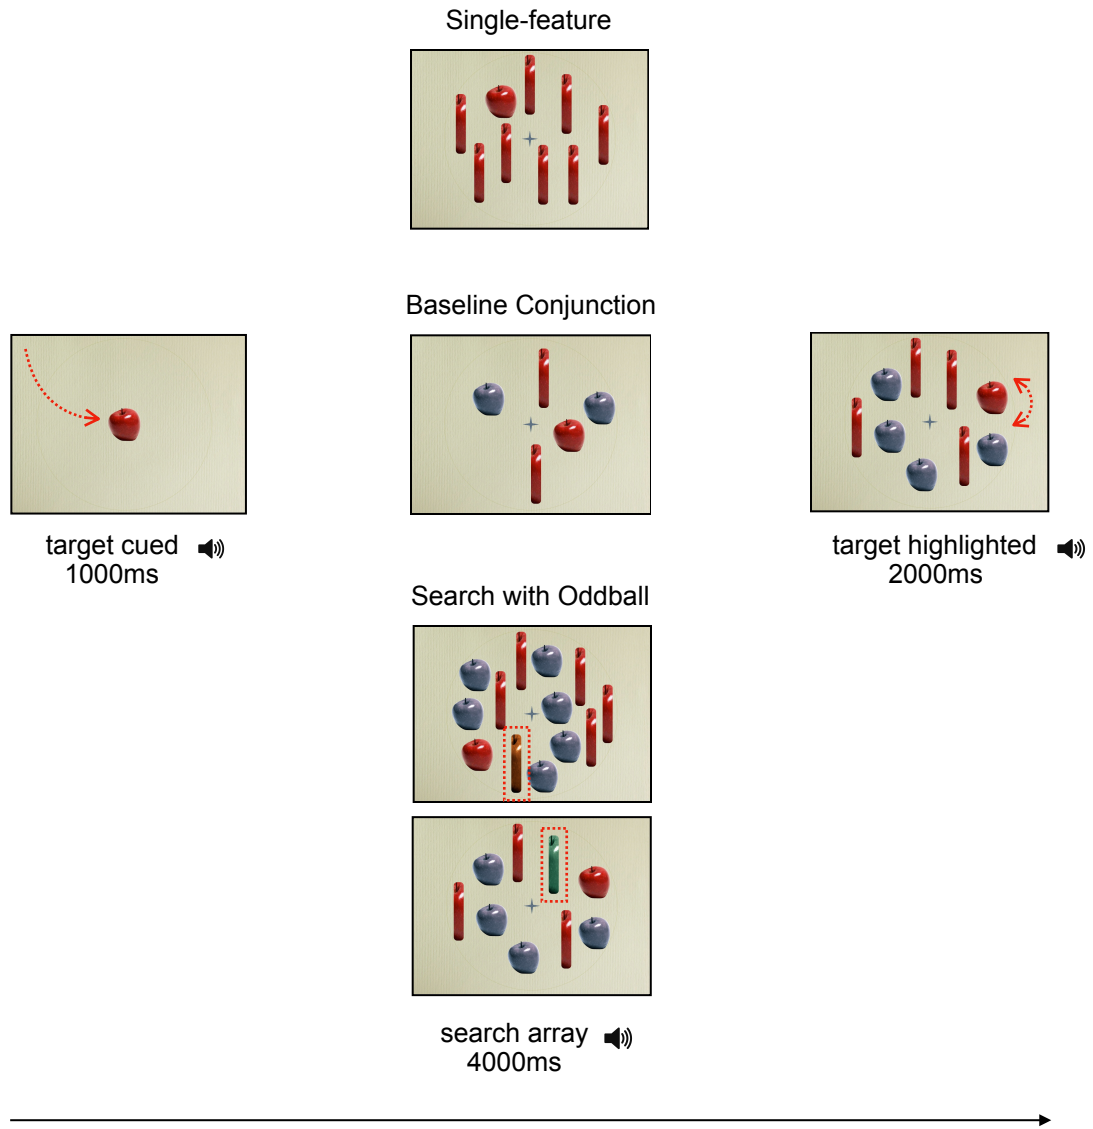 Single-feature
Baseline Conjunction
target cued
1000ms
target highlighted
2000ms
Search with Oddball
search array
4000ms